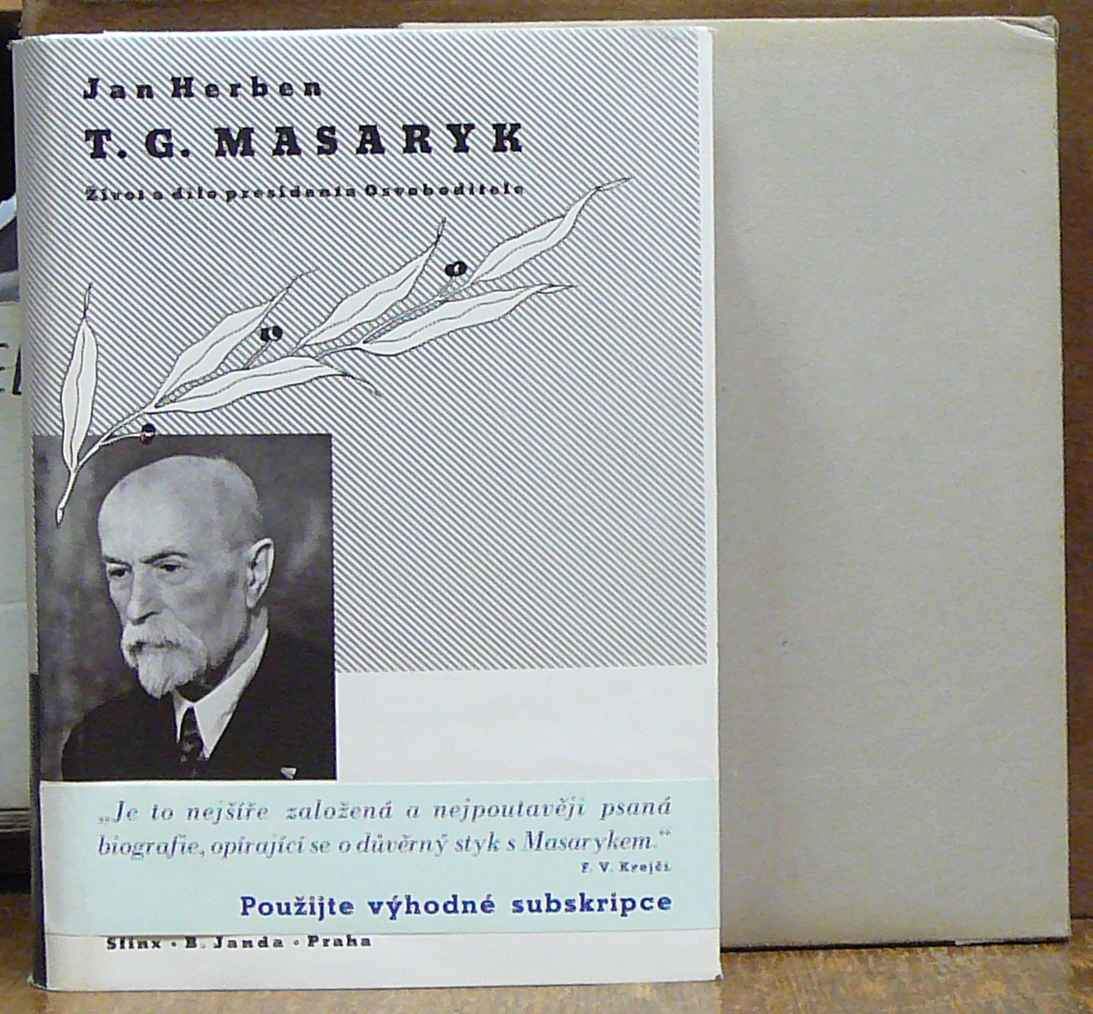 Jan Herben
T. G. MASARYK
Život a dílo presidenta Osvoboditele
„Je to nejšíře založená a nejpoutavěji psaná
biografie, opírající se o důvěrný styk s Masarykem.“
F. V. Krejčí
Použijte výhodné subskripce
Sfinx • B. Janda • Praha